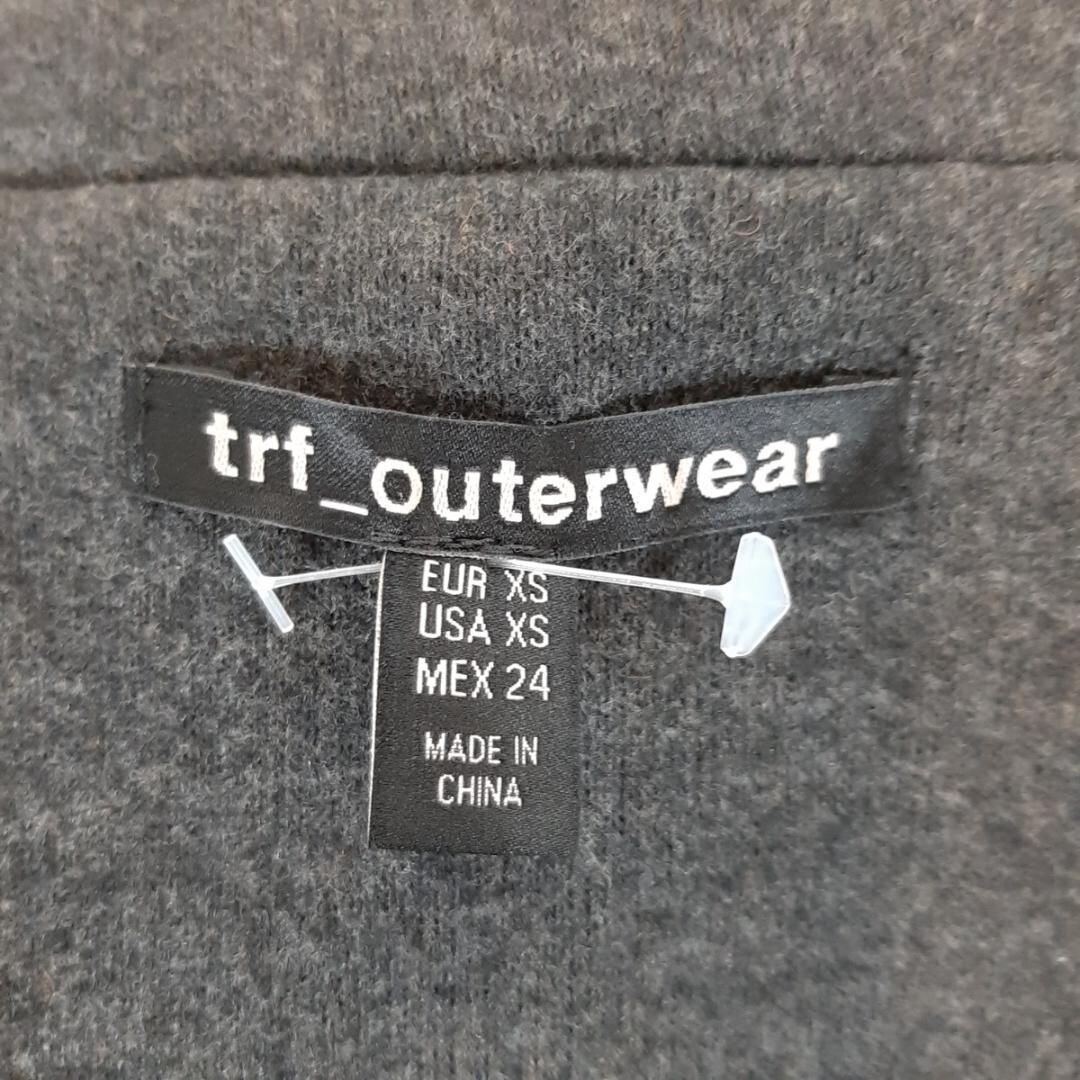 trf_outerwear
EUR XS
USA XS
MEX 24
MADE IN
CHINA